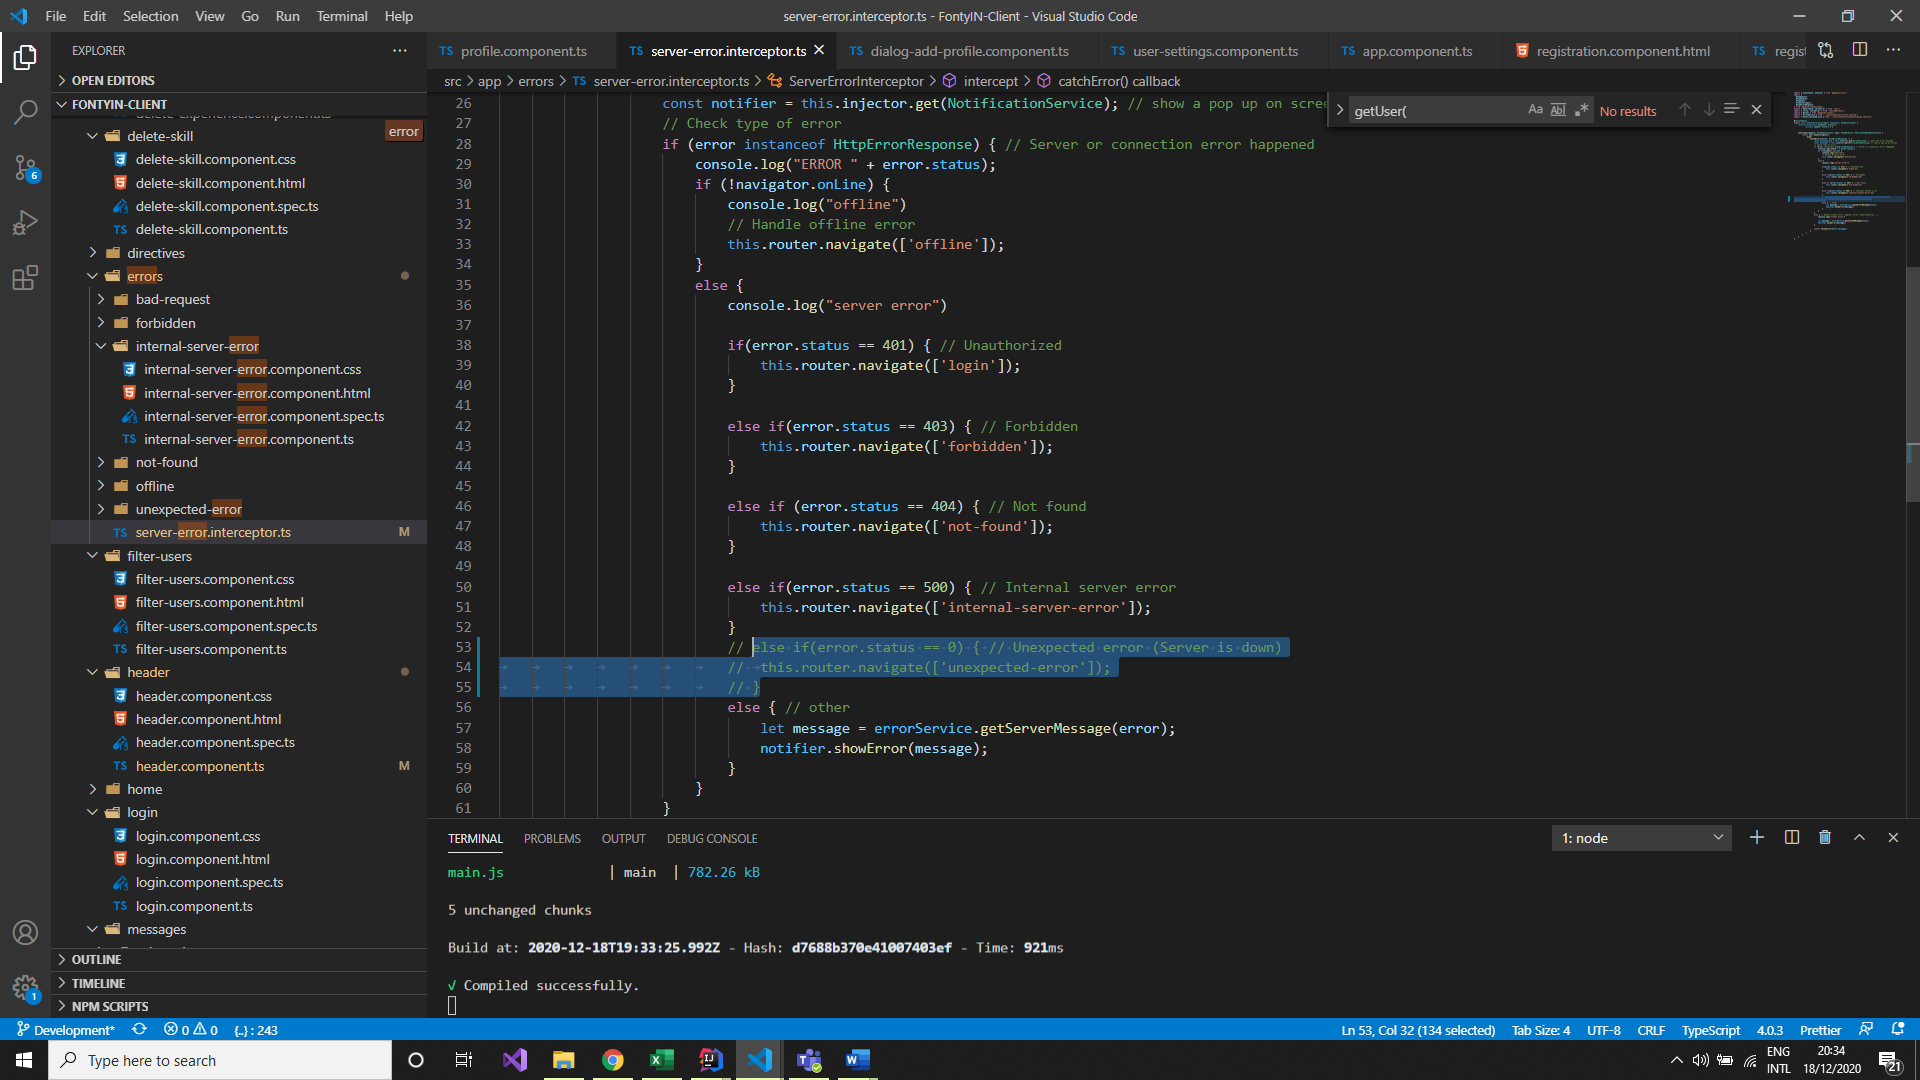 File Edit Selection View Go Run Terminal Help
server-error.interceptor.ts - FontyIN-Client - Visual Studio Code
EXPLORER
OPEN EDITORS
FONTYIN-CLIENT
error
delete-skill
delete-skill.component.css
delete-skill.component.html
delete-skill.component.spec.ts
delete-skill.component.ts
directives
errors
bad-request
forbidden
internal-server-error
internal-server-error.component.css
internal-server-error.component.html
internal-server-error.component.spec.ts
TS internal-server-error.component.ts
not-found
offline
unexpected-error
TS server-error.interceptor.ts M
filter-users
filter-users.component.css
filter-users.component.html
filter-users.component.spec.ts
TS filter-users.component.ts
header
header.component.css
header.component.html
header.component.spec.ts
TS header.component.ts M
home
login
login.component.css
login.component.html
login.component.spec.ts
TS login.component.ts
messages
OUTLINE
TIMELINE
NPM SCRIPTS
TS profile.component.ts TS server-error.interceptor.ts TS dialog-add-profile.component.ts TS user-settings.component.ts TS app.component.ts registration.component.html TS regist
src > app > errors > TS server-error.interceptor.ts > ServerErrorInterceptor > intercept > catchError() callback
getUser( Aa Abl .* No results
26 const notifier = this.injector.get(NotificationService); // show a pop up on scree
27 // Check type of error
28 if (error instanceof HttpErrorResponse) { // Server or connection error happened
29 console.log("ERROR " + error.status);
30 if (!navigator.onLine) {
31 console.log("offline")
32 // Handle offline error
33 this.router.navigate(['offline']);
34 }
35 else {
36 console.log("server error")
37
38 if(error.status == 401) { // Unauthorized
39 this.router.navigate(['login']);
40 }
41
42 else if(error.status == 403) { // Forbidden
43 this.router.navigate(['forbidden']);
44 }
45
46 else if (error.status == 404) { // Not found
47 this.router.navigate(['not-found']);
48 }
49
50 else if(error.status == 500) { // Internal server error
51 this.router.navigate(['internal-server-error']);
52 }
53 // else if(error.status == 0) { // Unexpected error (Server is down)
54 // this.router.navigate(['unexpected-error']);
55 // }
56 else { // other
57 let message = errorService.getServerMessage(error);
58 notifier.showError(message);
59 }
60 }
61 }
TERMINAL PROBLEMS OUTPUT DEBUG CONSOLE 1: node
main.js | main | 782.26 kB
5 unchanged chunks
Build at: 2020-12-18T19:33:25.992Z - Hash: d7688b370e41007403ef - Time: 921ms
√ Compiled successfully.
6
1
Development* 0 0 {..} : 243 Ln 53, Col 32 (134 selected) Tab Size: 4 UTF-8 CRLF TypeScript 4.0.3 Prettier
Type here to search
ENG
INTL
20:34
18/12/2020
21